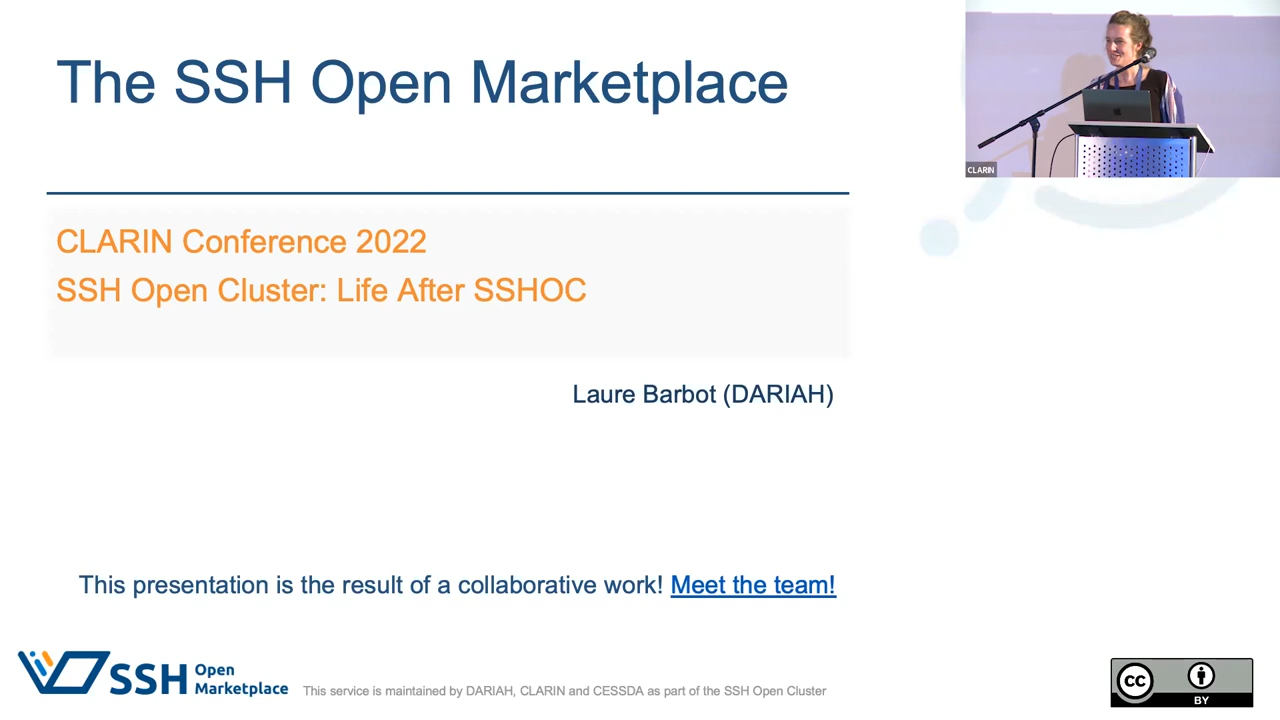 The SSH Open Marketplace
CLARIN
CLARIN Conference 2022
SSH Open Cluster: Life After SSHOC
Laure Barbot (DARIAH)
This presentation is the result of a collaborative work! Meet the team!
SSH Open Marketplace
This service is maintained by DARIAH, CLARIN and CESSDA as part of the SSH Open Cluster
cc
BY